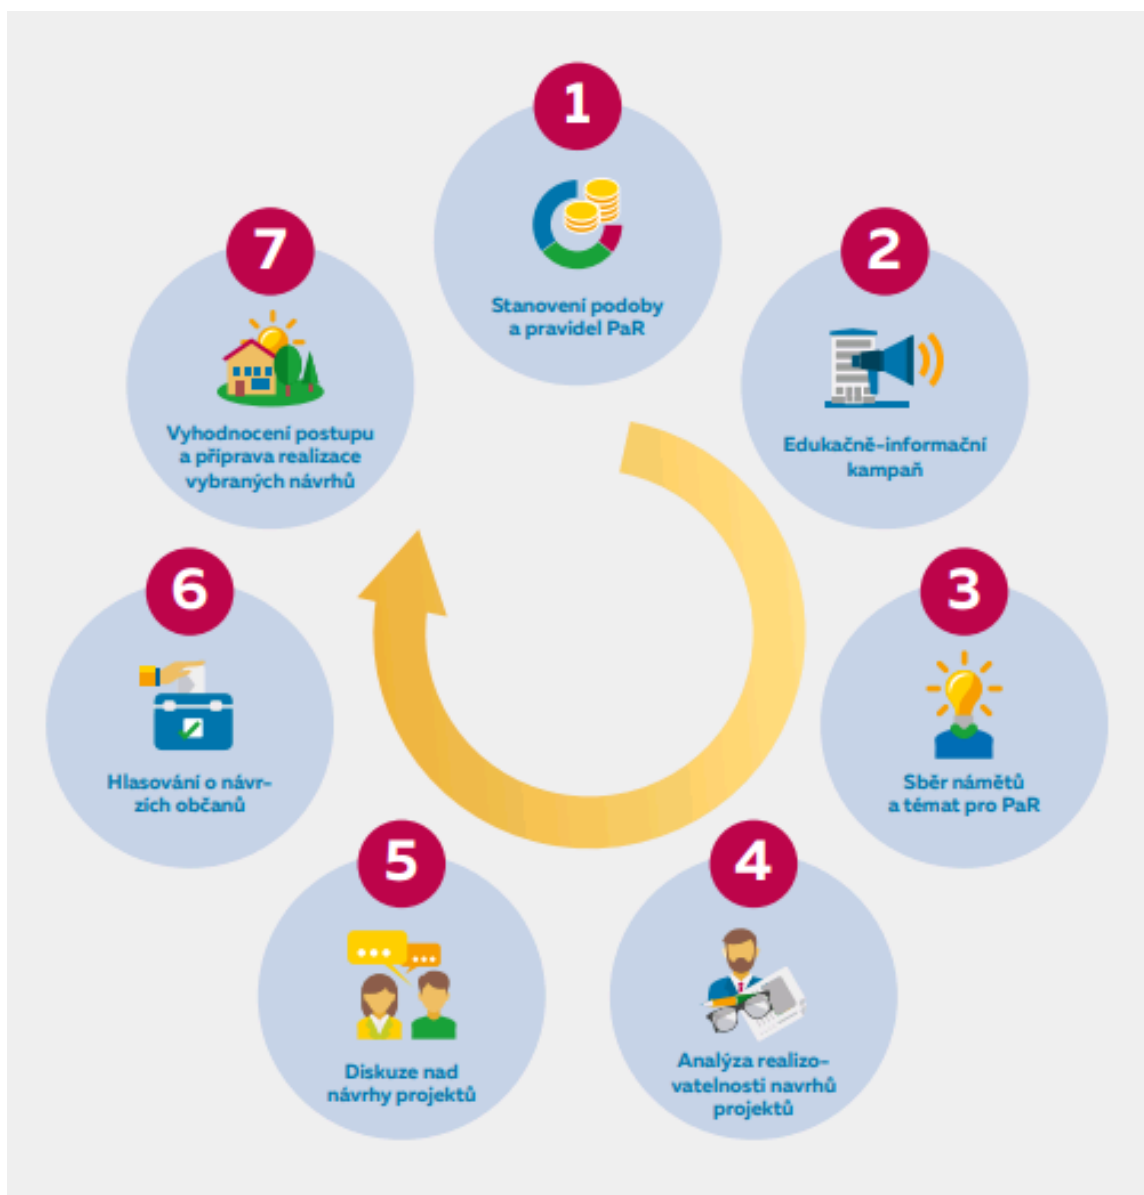 1
Stanovení podoby
a pravidel PaR
2
Edukačně-informační
kampaň
3
Sběr námětů
a témat pro PaR
4
Analýza realizo-
vatelnosti navrhů
projektů
5
Diskuze nad
návrhy projektů
6
Hlasování o návr-
zích občanů
7
Vyhodnocení postupu
a příprava realizace
vybraných návrhů